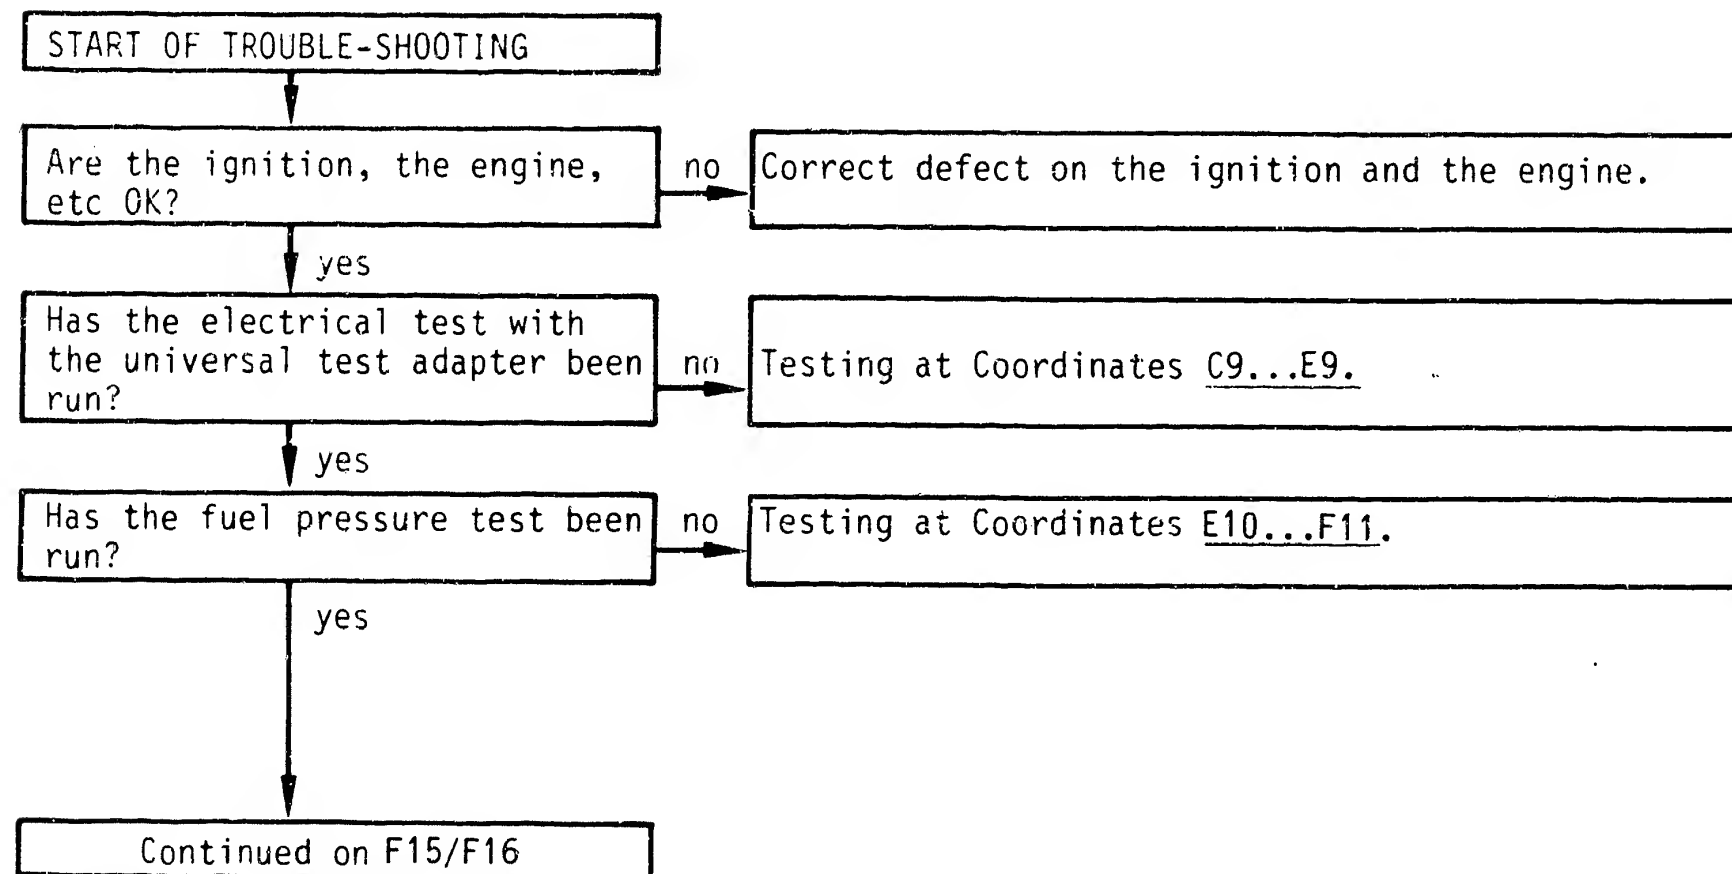 START OF TROUBLE-SHOOTING
Are the ignition, the engine,
etc OK?
no
Correct defect on the ignition and the engine.
yes
Has the electrical test with
the universal test adapter been
run?
no
Testing at Coordinates C9...E9.
yes
Has the fuel pressure test been
run?
no
Testing at Coordinates E10...F11.
yes
Continued on F15/F16